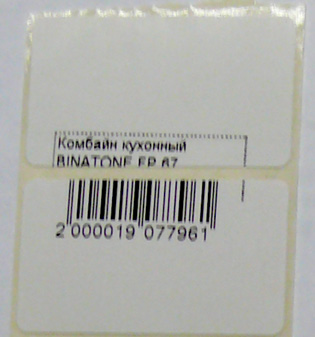 Комбайн кухонный
BINATONE FP 67
2 000019 077961